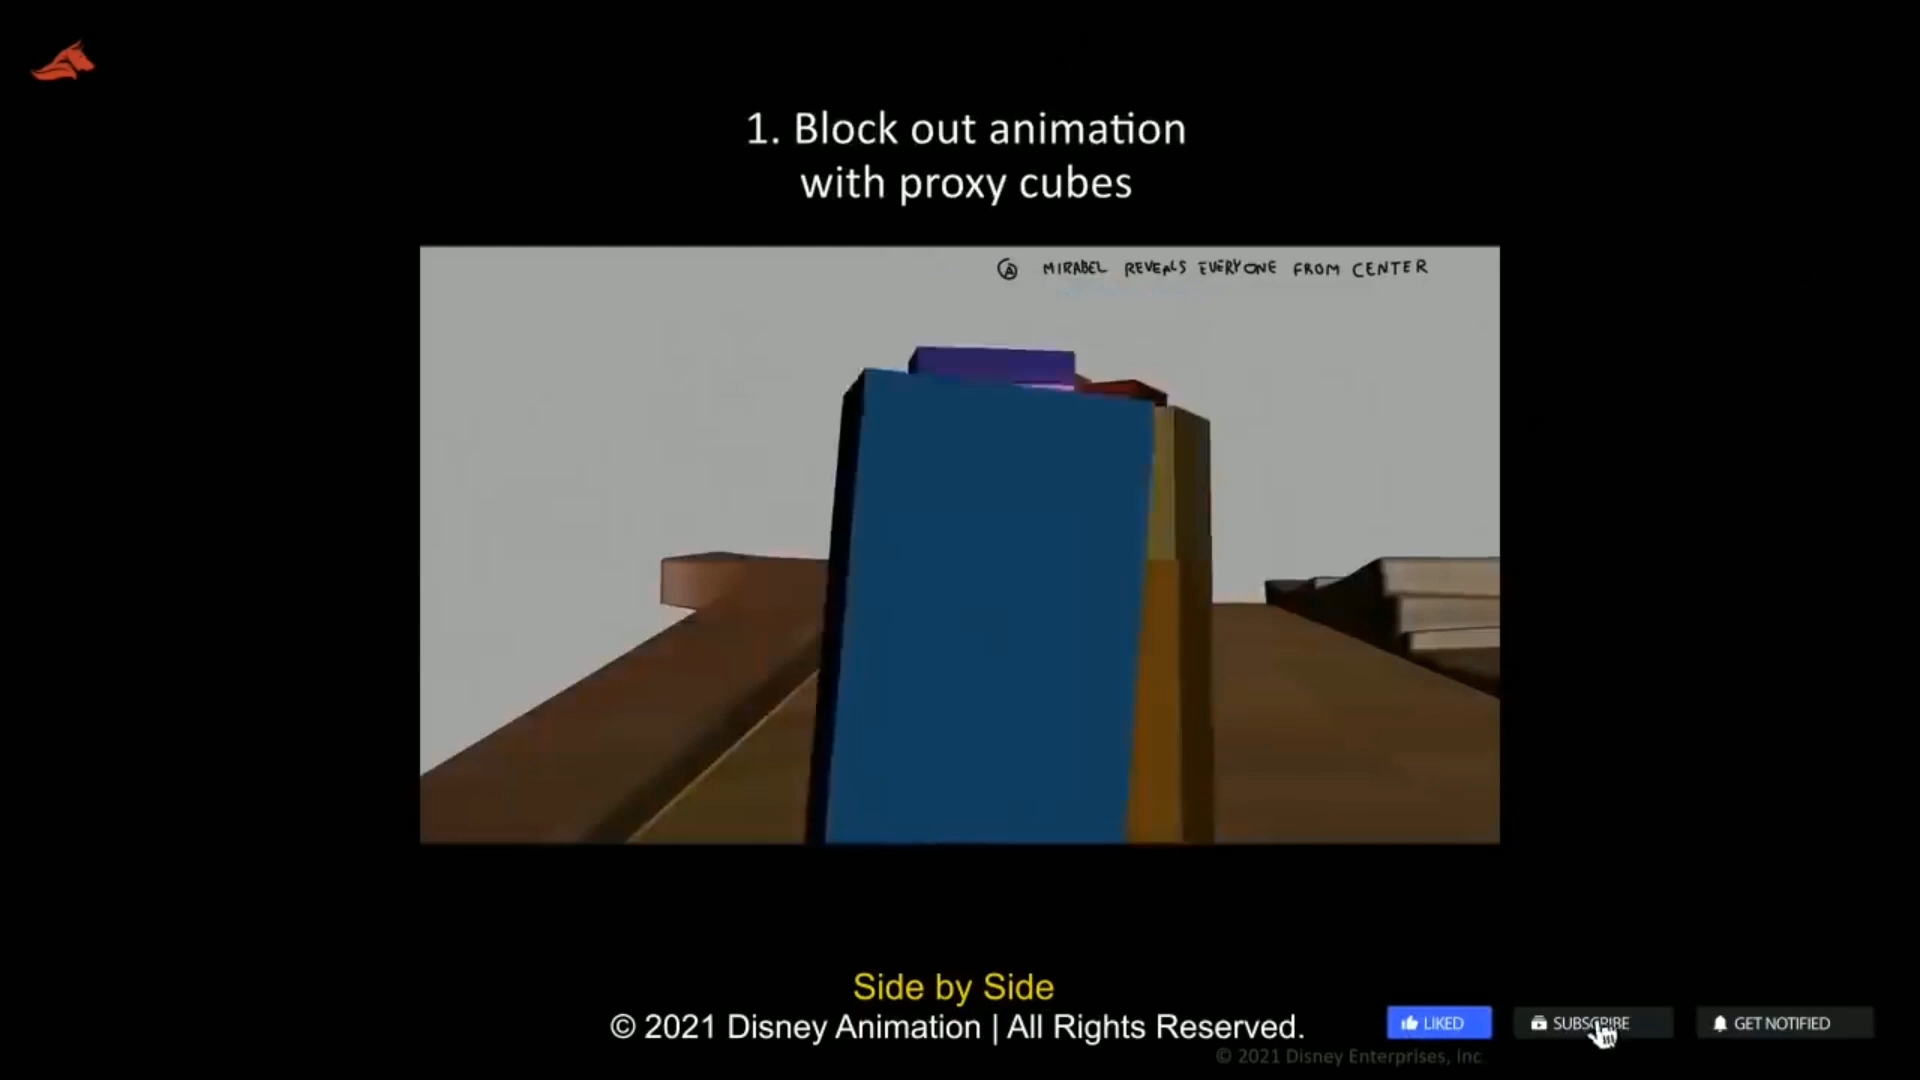 1. Block out animation
with proxy cubes
A MIRABEL REVEALS EVERYONE FROM CENTER
Side by Side
© 2021 Disney Animation | All Rights Reserved.
LIKED
SUBSCRIBE
GET NOTIFIED
© 2021 Disney Enterprises, Inc